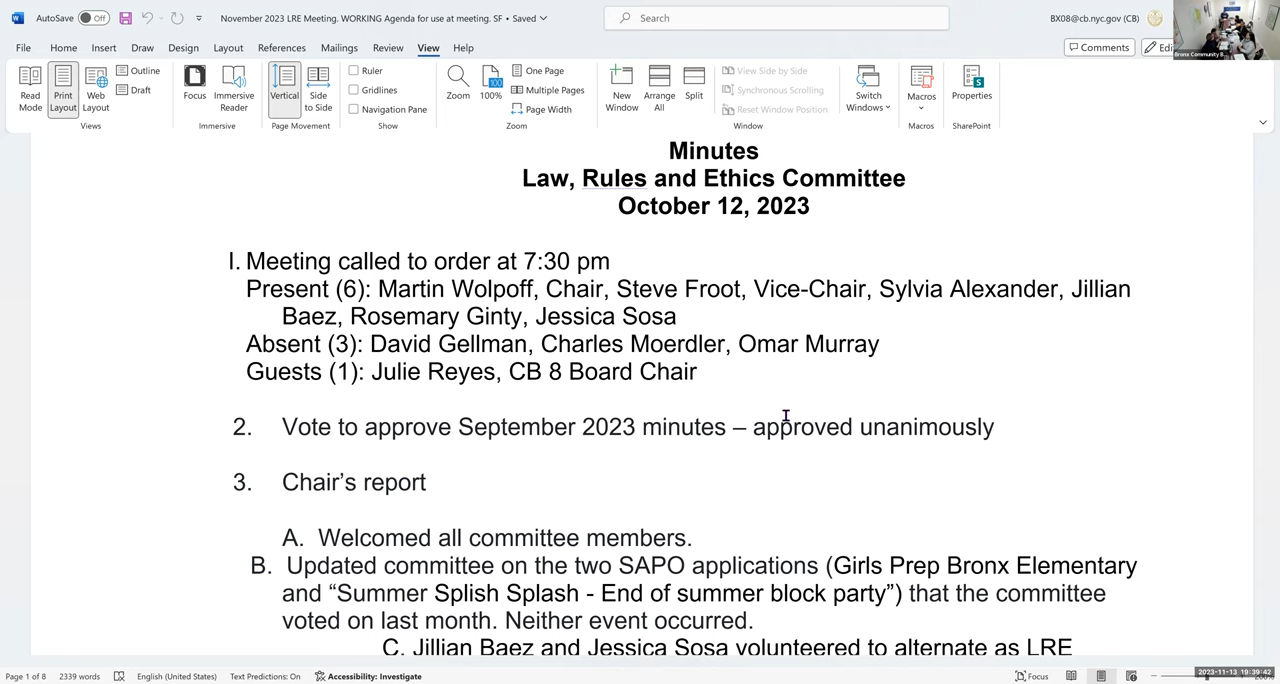 AutoSave Off November 2023 LRE Meeting. WORKING Agenda for use at meeting. SF • Saved Search BX08@cb.nyc.gov (CB)
File Home Insert Draw Design Layout References Mailings Review View Help Comments
Read Mode Print Layout Web Layout Outline Draft Views
Focus Immersive Reader Immersive
Vertical Side to Side Page Movement
Ruler Gridlines Navigation Pane Show
Zoom 100% One Page Multiple Pages Page Width Zoom
New Window Arrange All Split View Side by Side Synchronous Scrolling Reset Window Position Switch Windows Window
Macros Macros
Properties SharePoint
Minutes
Law, Rules and Ethics Committee
October 12, 2023
I. Meeting called to order at 7:30 pm
Present (6): Martin Wolpoff, Chair, Steve Froot, Vice-Chair, Sylvia Alexander, Jillian
Baez, Rosemary Ginty, Jessica Sosa
Absent (3): David Gellman, Charles Moerdler, Omar Murray
Guests (1): Julie Reyes, CB 8 Board Chair
2. Vote to approve September 2023 minutes – approved unanimously
3. Chair’s report
A. Welcomed all committee members.
B. Updated committee on the two SAPO applications (Girls Prep Bronx Elementary
and “Summer Splish Splash - End of summer block party”) that the committee
voted on last month. Neither event occurred.
C. Jillian Baez and Jessica Sosa volunteered to alternate as LRE
Page 1 of 8 2339 words English (United States) Text Predictions: On Accessibility: Investigate Focus
2023-11-13 19:39:42